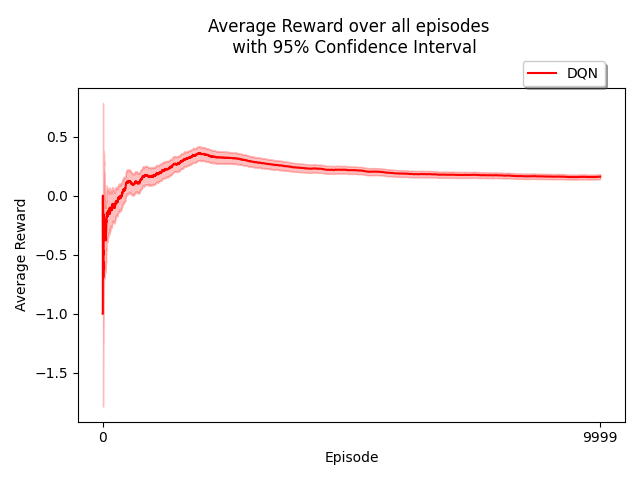 Average Reward over all episodes
with 95% Confidence Interval
DQN
0.5
0.0
−0.5
−1.0
−1.5
Average Reward
0
9999
Episode